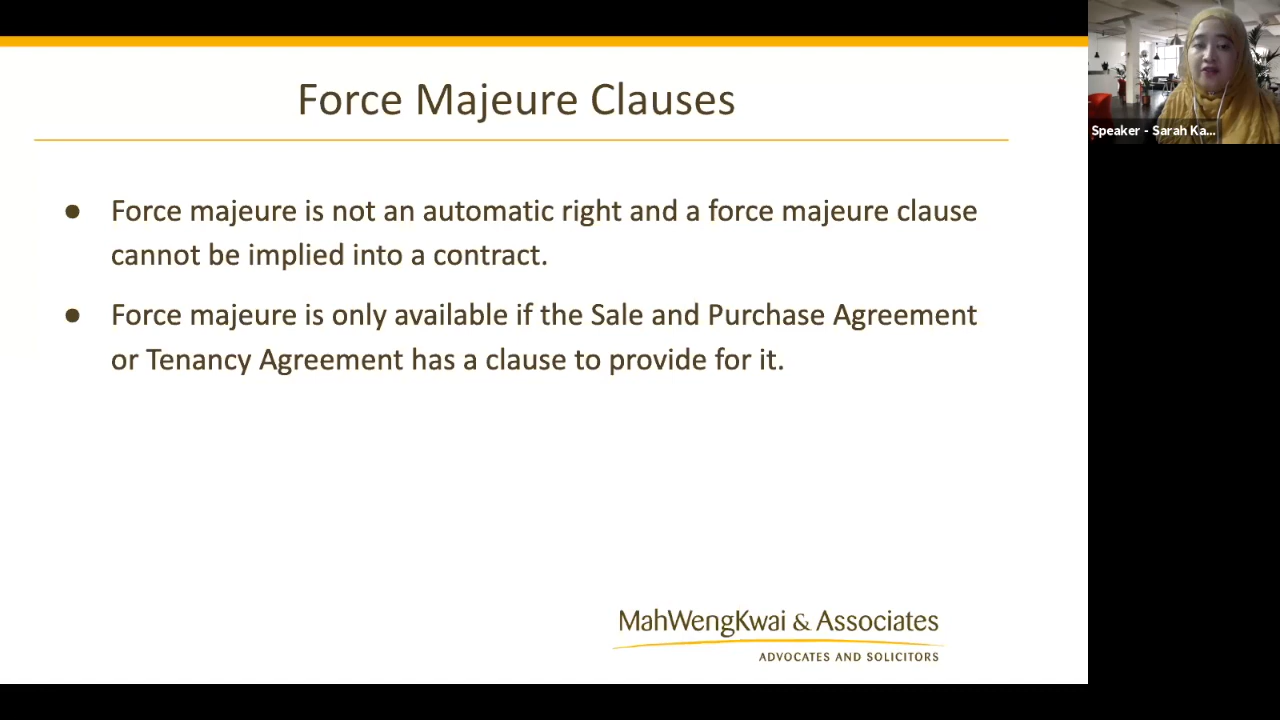 Force Majeure Clauses
● Force majeure is not an automatic right and a force majeure clause
cannot be implied into a contract.
● Force majeure is only available if the Sale and Purchase Agreement
or Tenancy Agreement has a clause to provide for it.
MahWengKwai & Associates
ADVOCATES AND SOLICITORS
Speaker - Sarah Ka...